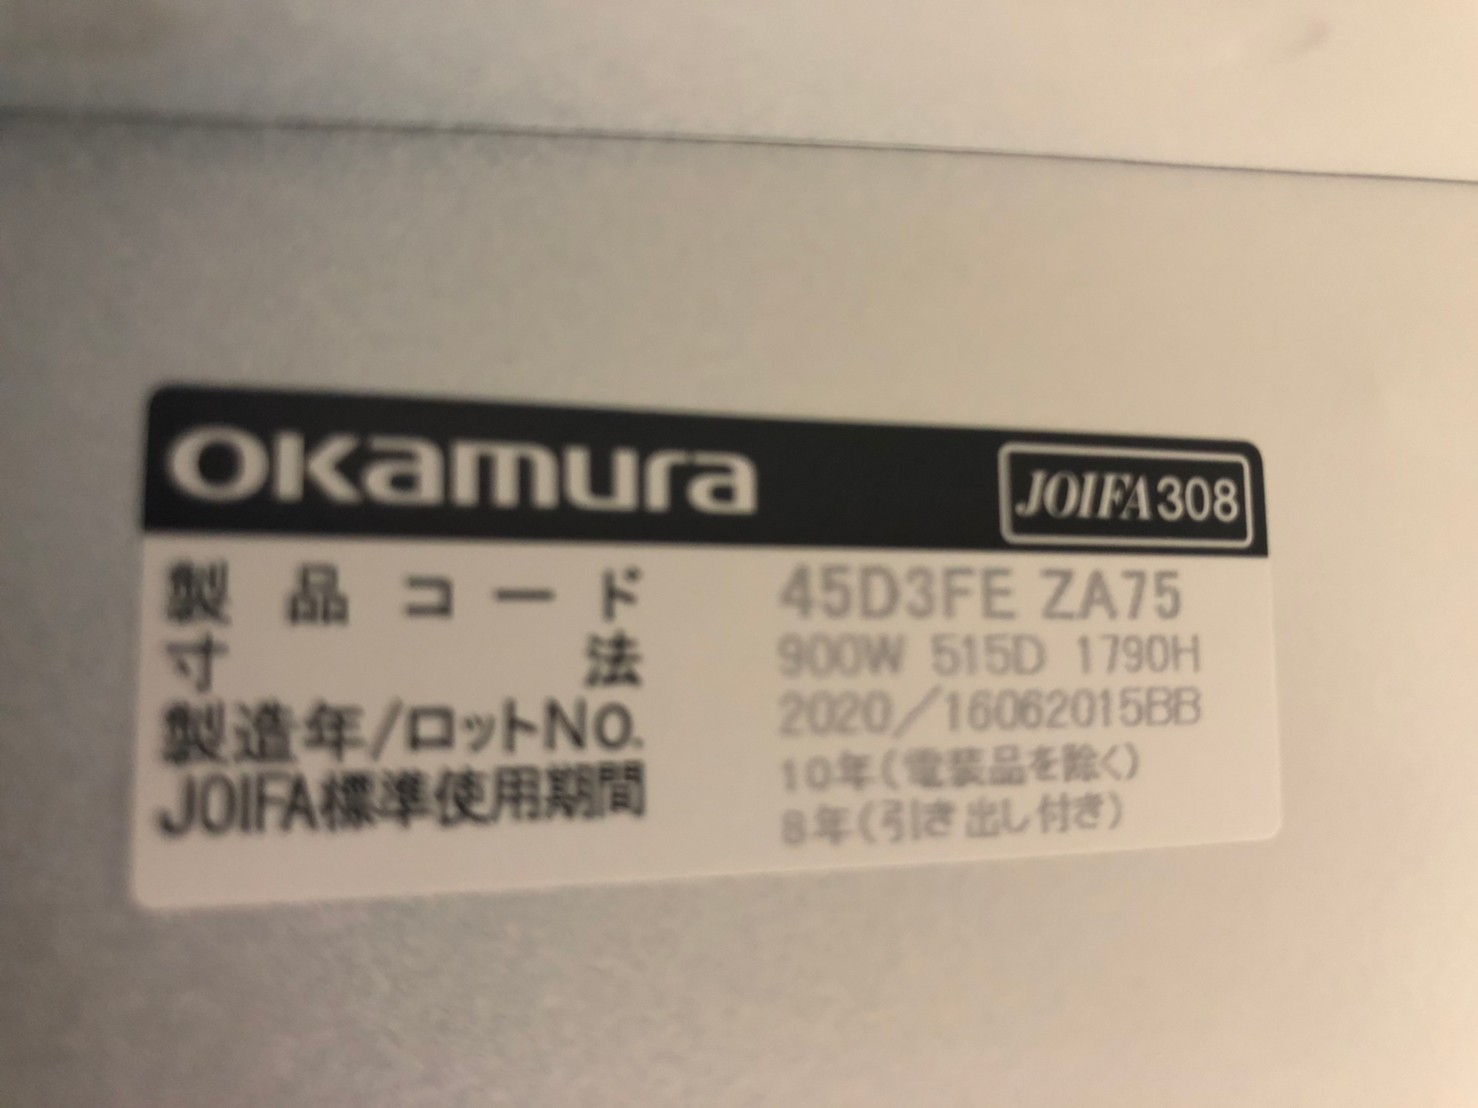 okamura JOIFA308
製品コード 45D3FE ZA75
寸法 900W 515D 1790H
製造年/ロットNo. 2020/16062015BB
JOIFA標準使用期間 10年(電装品を除く)
8年(引き出し付き)